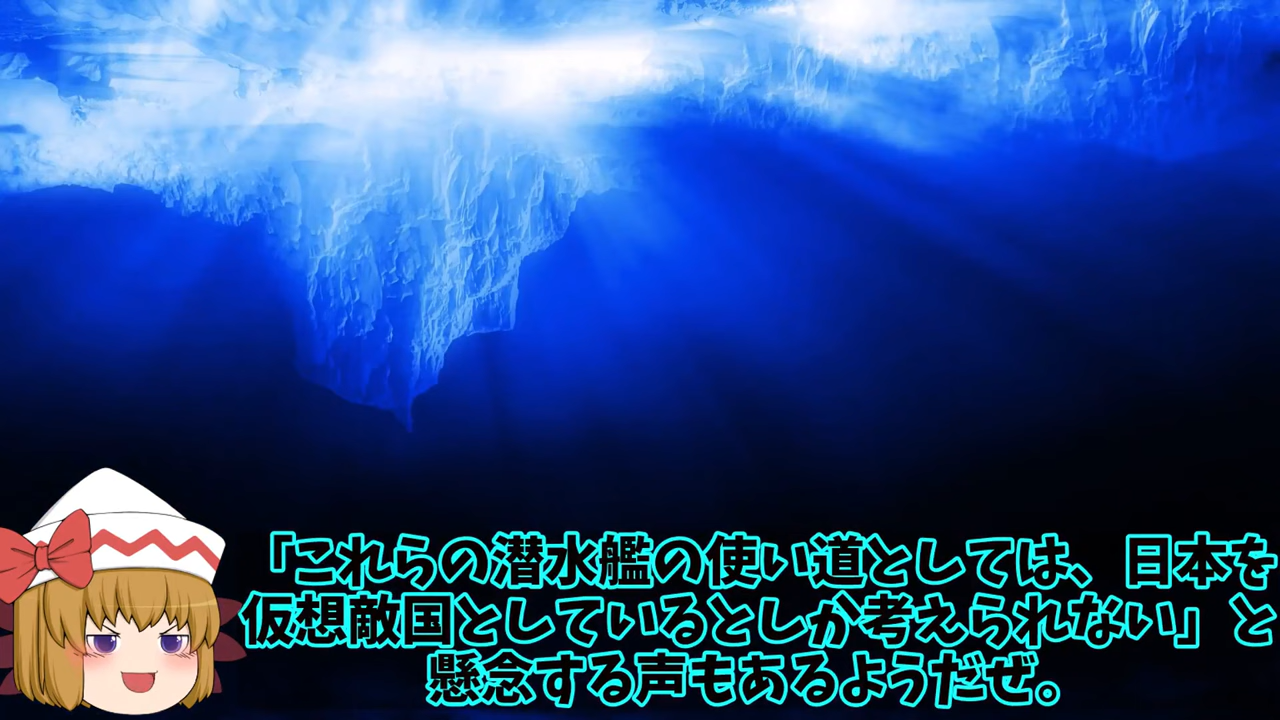 「これらの潜水艦の使い道としては、日本を
仮想敵国としているとしか考えられない」と
懸念する声もあるようだぜ。